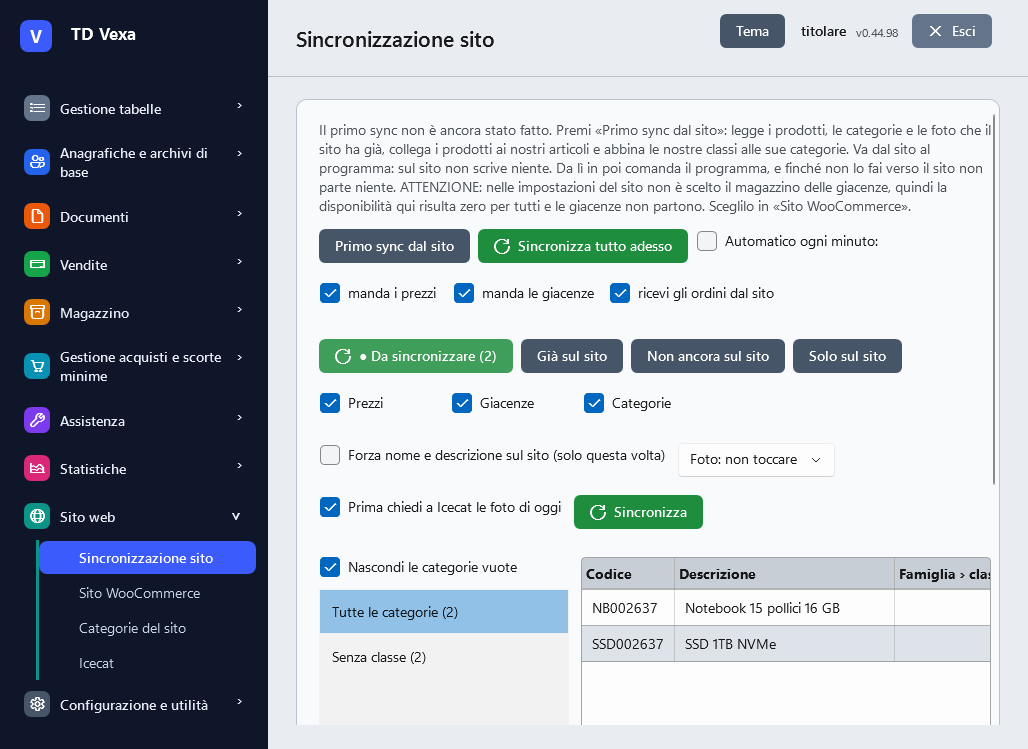 V
TD Vexa
Gestione tabelle
Anagrafiche e archivi di
base
Documenti
Vendite
Magazzino
Gestione acquisti e scorte
minime
Assistenza
Statistiche
Sito web
Sincronizzazione sito
Sito WooCommerce
Categorie del sito
Icecat
Configurazione e utilità
Sincronizzazione sito
Tema
titolare v0.44.98
Esci
Il primo sync non è ancora stato fatto. Premi «Primo sync dal sito»: legge i prodotti, le categorie e le foto che il
sito ha già, collega i prodotti ai nostri articoli e abbina le nostre classi alle sue categorie. Va dal sito al
programma: sul sito non scrive niente. Da lì in poi comanda il programma, e finché non lo fai verso il sito non
parte niente. ATTENZIONE: nelle impostazioni del sito non è scelto il magazzino delle giacenze, quindi la
disponibilità qui risulta zero per tutti e le giacenze non partono. Sceglilo in «Sito WooCommerce».
Primo sync dal sito
Sincronizza tutto adesso
Automatico ogni minuto:
manda i prezzi
manda le giacenze
ricevi gli ordini dal sito
● Da sincronizzare (2)
Già sul sito
Non ancora sul sito
Solo sul sito
Prezzi
Giacenze
Categorie
Forza nome e descrizione sul sito (solo questa volta)
Foto: non toccare
Prima chiedi a Icecat le foto di oggi
Sincronizza
Nascondi le categorie vuote
Tutte le categorie (2)
Senza classe (2)
Codice Descrizione Famiglia › clas
NB002637 Notebook 15 pollici 16 GB
SSD002637 SSD 1TB NVMe